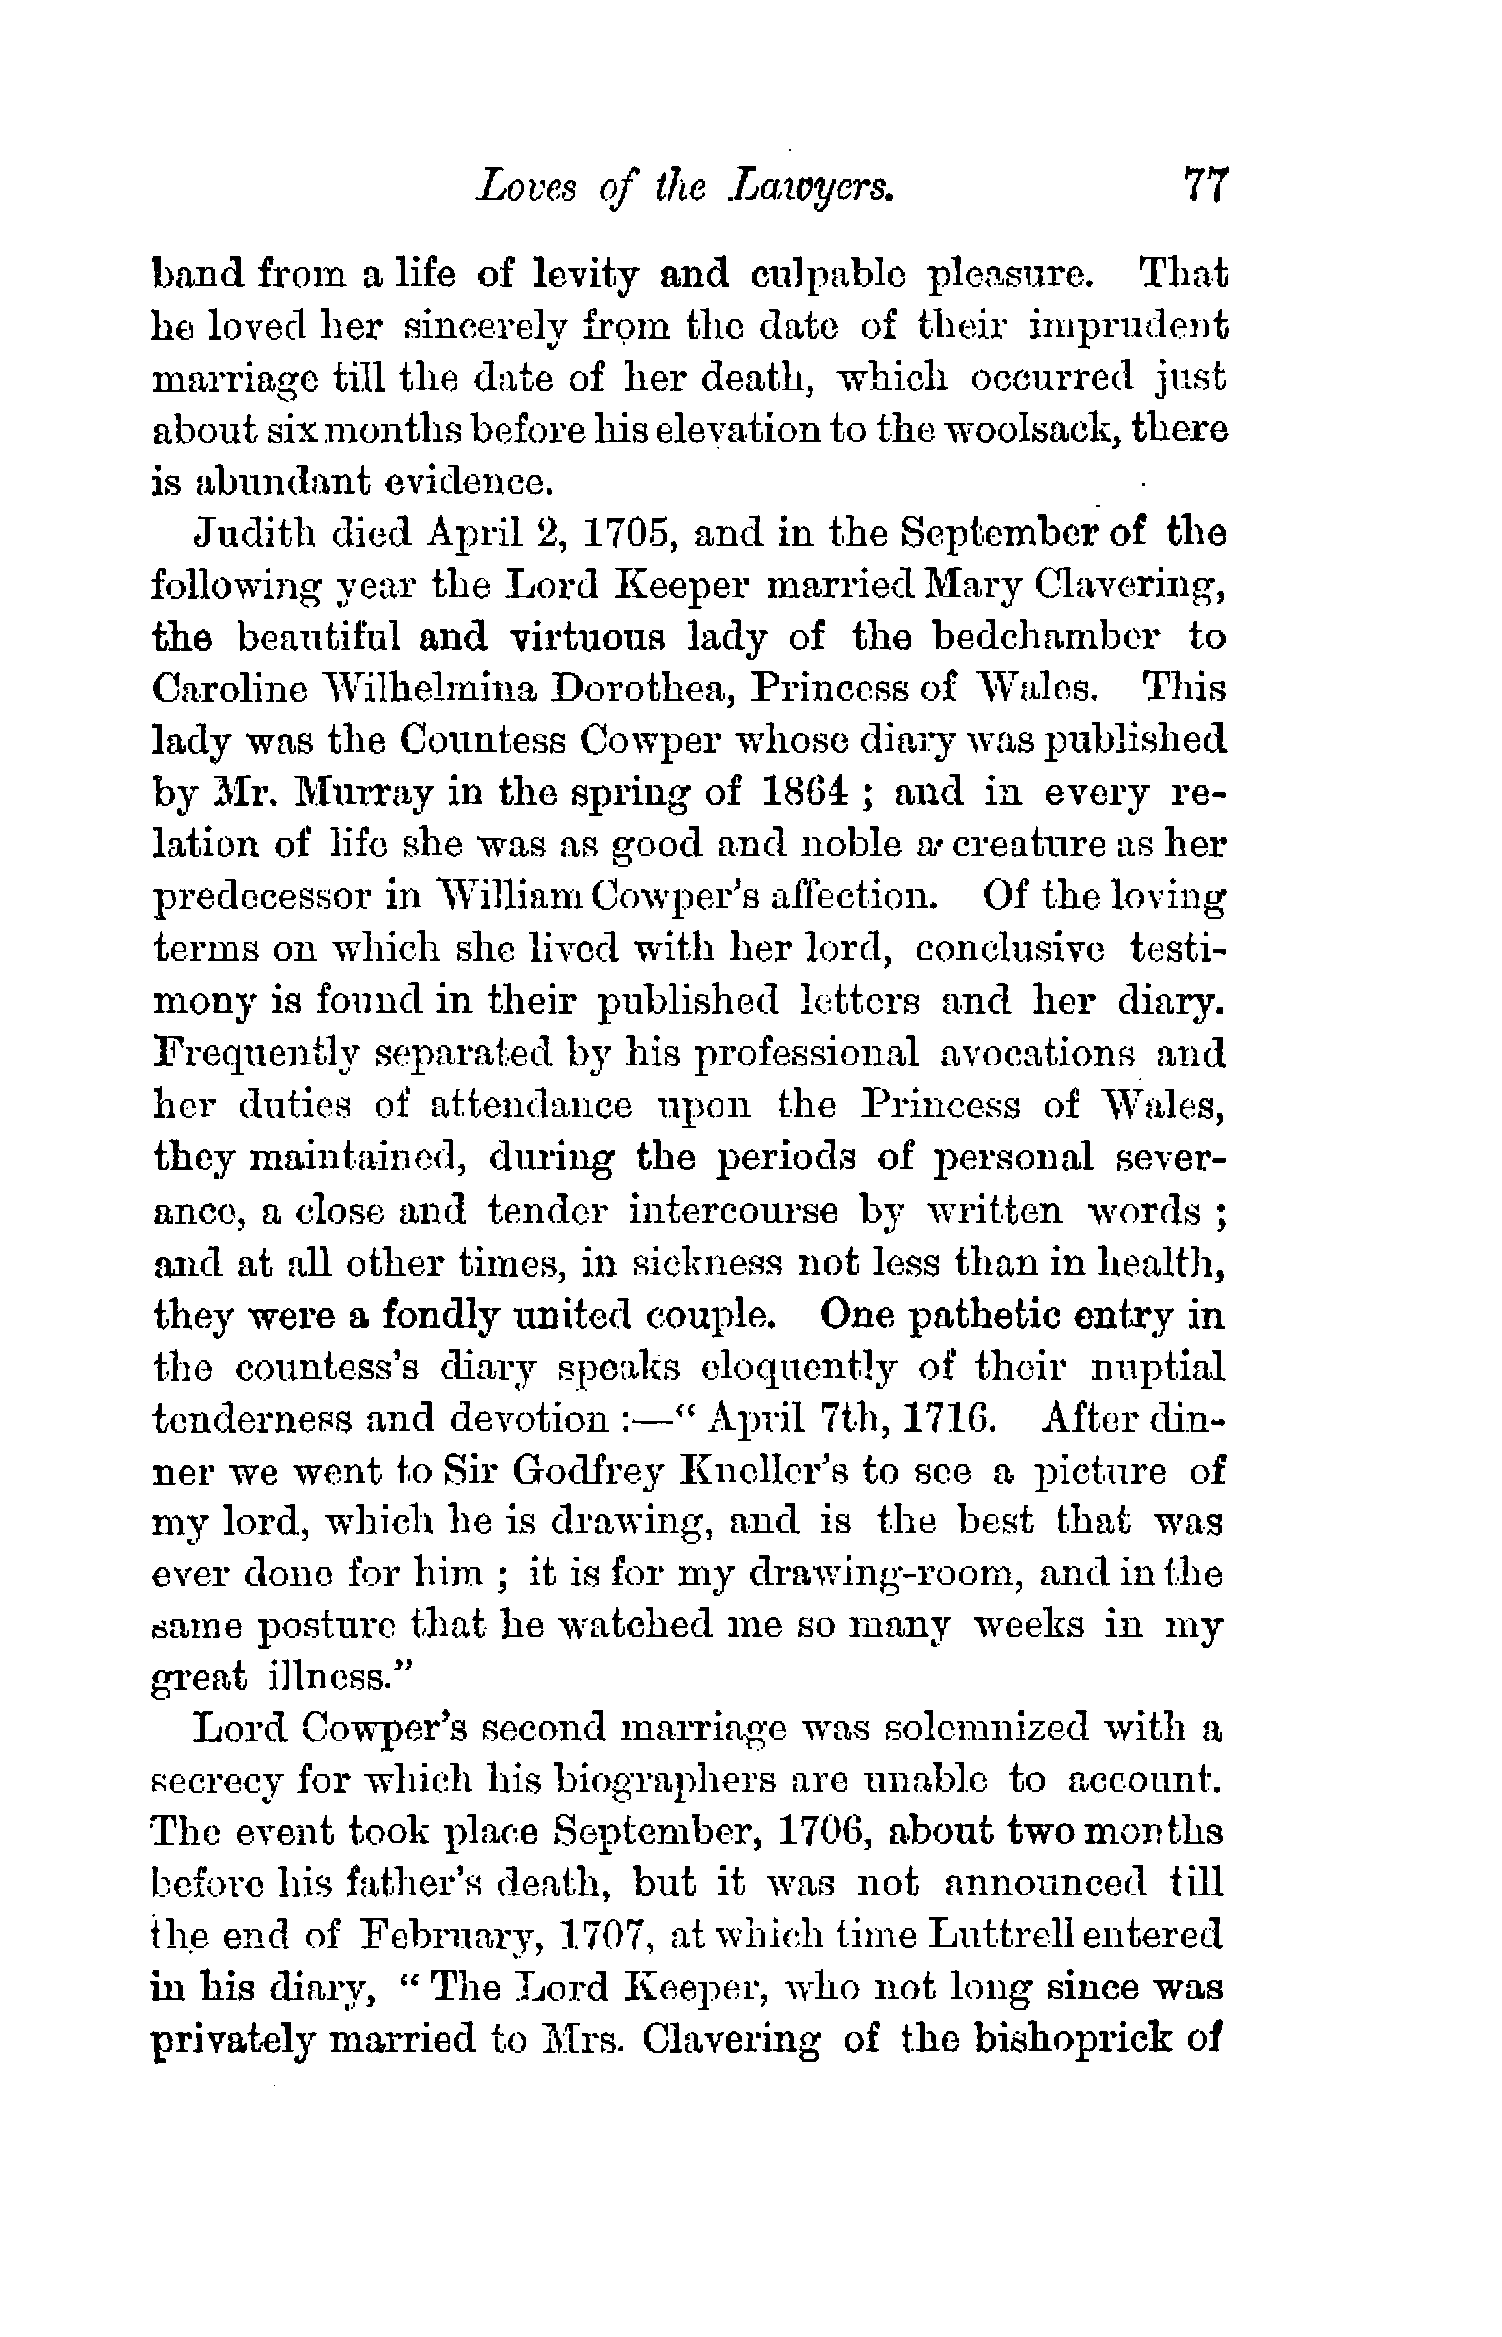 Loves of the Lawyers. 77
band from a life of levity and culpable pleasure. That
he loved her sincerely from the date of their imprudent
marriage till the date of her death, which occurred just
about six months before his elevation to the woolsack, there
is abundant evidence.
Judith died April 2, 1705, and in the September of the
following year the Lord Keeper married Mary Clavering,
the beautiful and virtuous lady of the bedchamber to
Caroline Wilhelmina Dorothea, Princess of Wales. This
lady was the Countess Cowper whose diary was published
by Mr. Murray in the spring of 1864 ; and in every re-
lation of life she was as good and noble a creature as her
predecessor in William Cowper's affection. Of the loving
terms on which she lived with her lord, conclusive testi-
mony is found in their published letters and her diary.
Frequently separated by his professional avocations and
her duties of attendance upon the Princess of Wales,
they maintained, during the periods of personal sever-
ance, a close and tender intercourse by written words ;
and at all other times, in sickness not less than in health,
they were a fondly united couple. One pathetic entry in
the countess's diary speaks eloquently of their nuptial
tenderness and devotion :—“ April 7th, 1716. After din-
ner we went to Sir Godfrey Kneller's to see a picture of
my lord, which he is drawing, and is the best that was
ever done for him ; it is for my drawing-room, and in the
same posture that he watched me so many weeks in my
great illness.”
Lord Cowper's second marriage was solemnized with a
secrecy for which his biographers are unable to account.
The event took place September, 1706, about two months
before his father's death, but it was not announced till
the end of February, 1707, at which time Luttrell entered
in his diary, “ The Lord Keeper, who not long since was
privately married to Mrs. Clavering of the bishoprick of